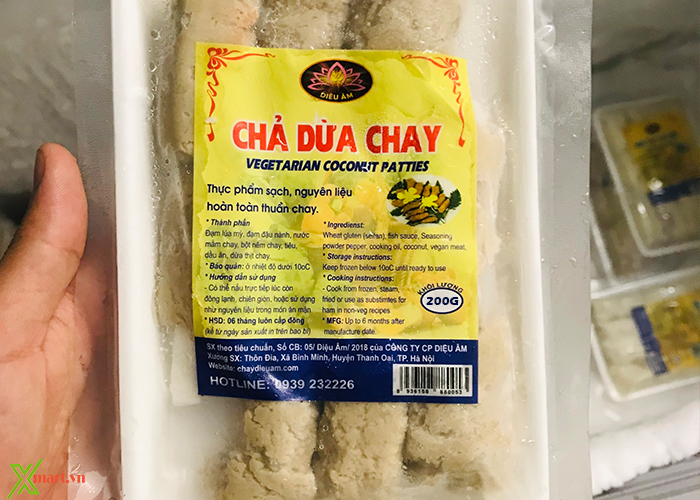 DIỆU ÂM
CHẢ DỪA CHAY
VEGETARIAN COCONUT PATTIES
Thực phẩm sạch, nguyên liệu
hoàn toàn thuần chay.
* Thành phần
Đạm lúa mỳ, đạm đậu nành, nước
mắm chay, bột nêm chay, tiêu,
dầu ăn, dừa thịt chay.
* Bảo quản: ở nhiệt độ dưới 10oC
* Hướng dẫn sử dụng
- Có thể nấu trực tiếp lúc còn
đông lạnh, chiên giòn, hoặc sử dụng
như nguyên liệu trong món ăn mặn
* HSD: 06 tháng luôn cấp đông
(kể từ ngày sản xuất in trên bao bì)
* Ingredienst:
Wheat gluten (seitan), fish sauce, Seasoning
powder pepper, cooking oil, coconut, vegan meat.
* Storage instructions:
Keep frozen below 10oC until ready to use
* Cooking instructions:
- Cook from frozen, steam,
fried or use as substimtes for
ham in non-veg recipes
* MFG: Up to 6 months after
manufacture date.
KHỐI LƯỢNG
200G
SX theo tiêu chuẩn, Số CB: 05/ Diệu Âm/ 2018 của CÔNG TY CP DIỆU ÂM
Xưởng SX: Thôn Đìa, Xã Bình Minh, Huyện Thanh Oai, TP. Hà Nội
Website: chaydieuam.com
HOTLINE: 0939 232226
Xmart.vn